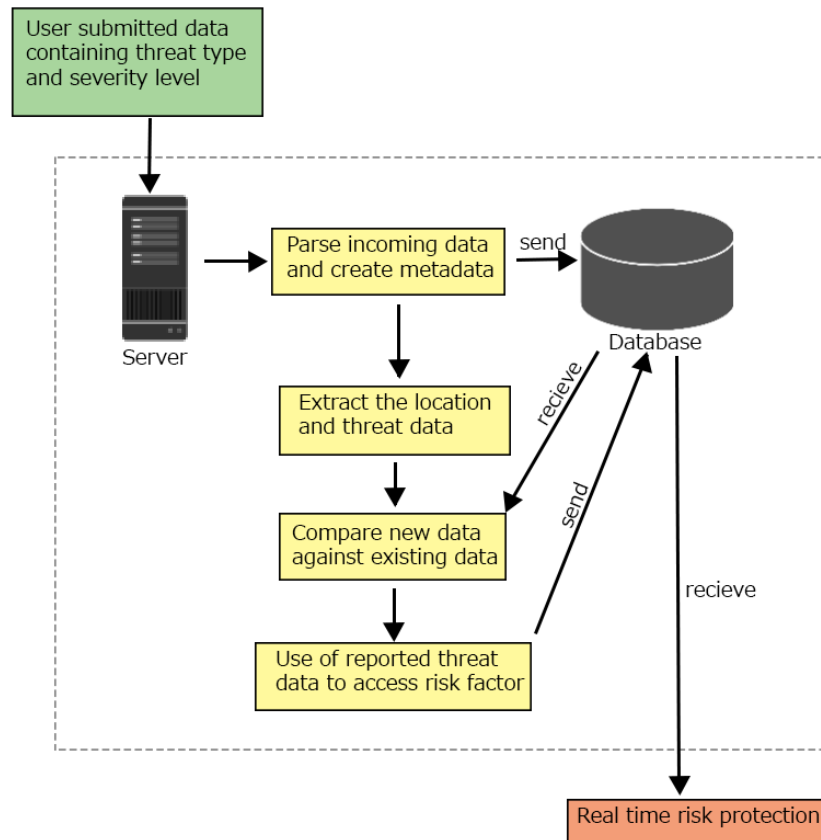 User submitted data
containing threat type
and severity level
Server
Parse incoming data
and create metadata
send
Database
Extract the location
and threat data
recieve
Compare new data
against existing data
send
recieve
Use of reported threat
data to access risk factor
Real time risk protection